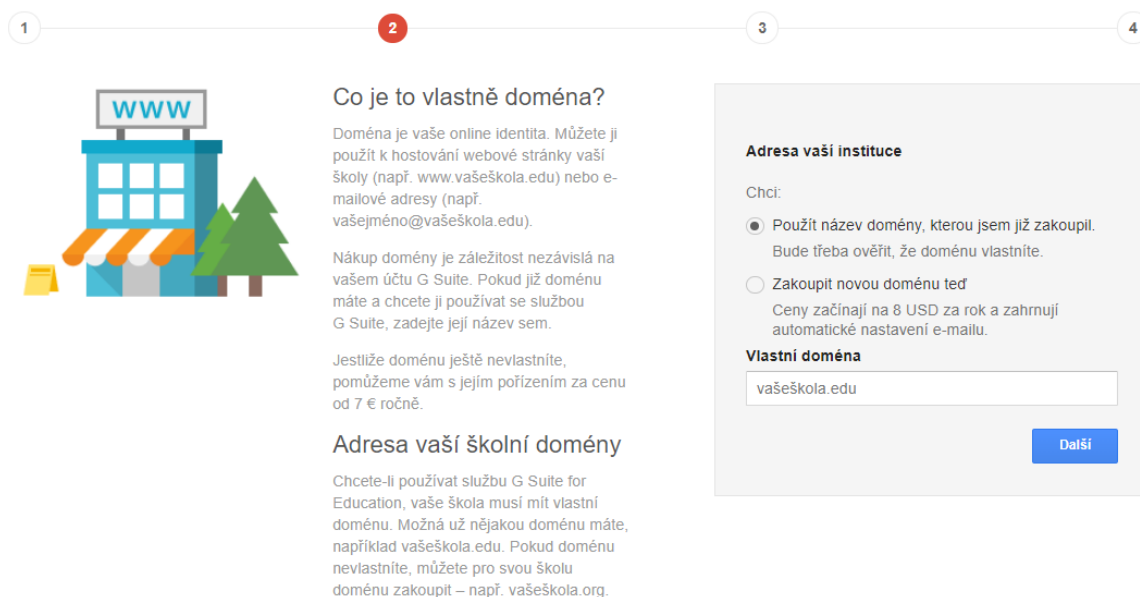 1
2
3
4
WWW
Co je to vlastně doména?
Doména je vaše online identita. Můžete ji
použít k hostování webové stránky vaší
školy (např. www.vašeškola.edu) nebo e-
mailové adresy (např.
vašejméno@vašeškola.edu).
Nákup domény je záležitost nezávislá na
vašem účtu G Suite. Pokud již doménu
máte a chcete ji používat se službou
G Suite, zadejte její název sem.
Jestliže doménu ještě nevlastníte,
pomůžeme vám s jejím pořízením za cenu
od 7 € ročně.
Adresa vaší školní domény
Chcete-li používat službu G Suite for
Education, vaše škola musí mít vlastní
doménu. Možná už nějakou doménu máte,
například vašeškola.edu. Pokud doménu
nevlastníte, můžete pro svou školu
doménu zakoupit – např. vašeškola.org.
Adresa vaší instituce
Chci:
Použít název domény, kterou jsem již zakoupil.
Bude třeba ověřit, že doménu vlastníte.
Zakoupit novou doménu teď
Ceny začínají na 8 USD za rok a zahrnují
automatické nastavení e-mailu.
Vlastní doména
vašeškola.edu
Další